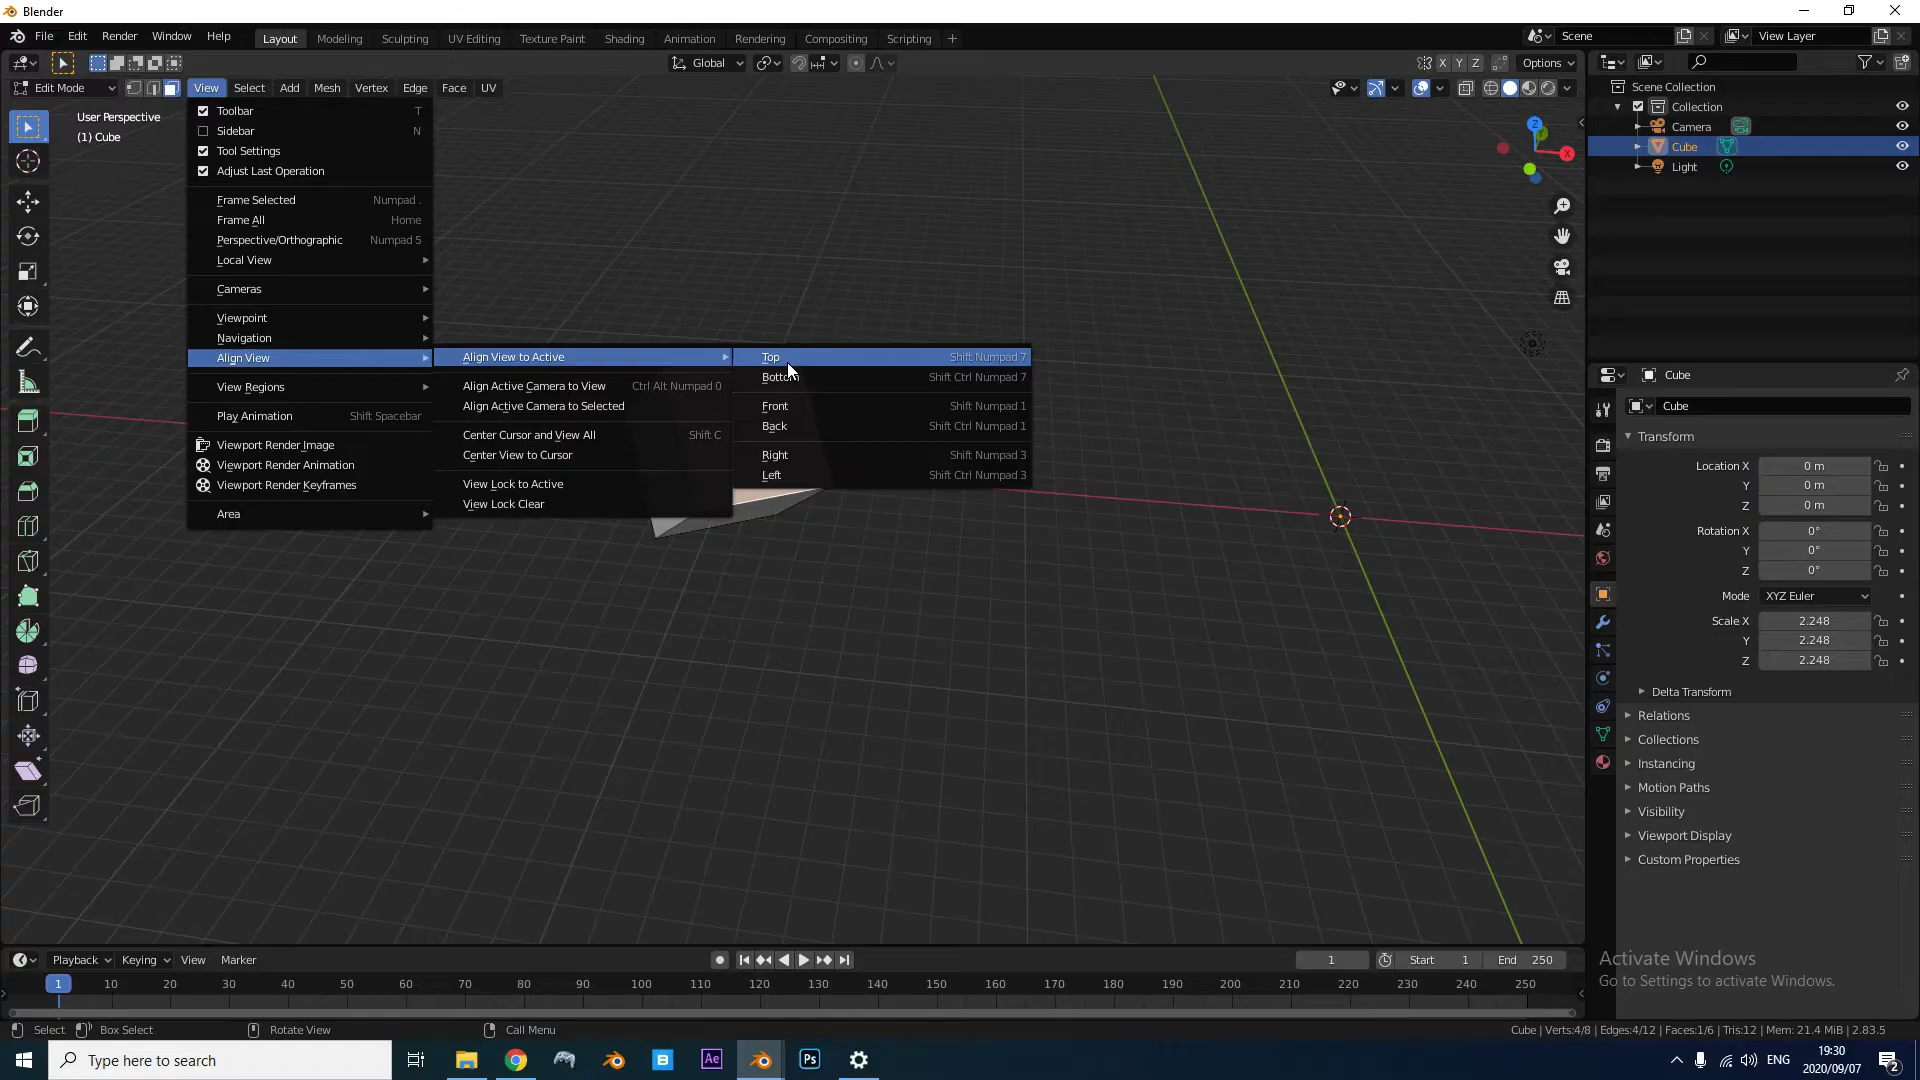 Blender
File Edit Render Window Help
Layout Modeling Sculpting UV Editing Texture Paint Shading Animation Rendering Compositing Scripting +
Scene View Layer
Global X Y Z Options
Edit Mode View Select Add Mesh Vertex Edge Face UV
User Perspective
(1) Cube
Toolbar T
Sidebar N
Tool Settings
Adjust Last Operation
Frame Selected Numpad .
Frame All Home
Perspective/Orthographic Numpad 5
Local View
Cameras
Viewpoint
Navigation
Align View
View Regions
Play Animation Shift Spacebar
Viewport Render Image
Viewport Render Animation
Viewport Render Keyframes
Area
Align View to Active
Align Active Camera to View Ctrl Alt Numpad 0
Align Active Camera to Selected
Center Cursor and View All Shift C
Center View to Cursor
View Lock to Active
View Lock Clear
Top Shift Numpad 7
Bottom Shift Ctrl Numpad 7
Front Shift Numpad 1
Back Shift Ctrl Numpad 1
Right Shift Numpad 3
Left Shift Ctrl Numpad 3
Z
X
Scene Collection
Collection
Camera
Cube
Light
Cube
Cube
Transform
Location X 0 m
Y 0 m
Z 0 m
Rotation X 0°
Y 0°
Z 0°
Mode XYZ Euler
Scale X 2.248
Y 2.248
Z 2.248
Delta Transform
Relations
Collections
Instancing
Motion Paths
Visibility
Viewport Display
Custom Properties
Activate Windows
Go to Settings to activate Windows.
Playback Keying View Marker 1 Start 1 End 250
1 10 20 30 40 50 60 70 80 90 100 110 120 130 140 150 160 170 180 190 200 210 220 230 240 250
Select Box Select Rotate View Call Menu Cube | Verts:4/8 | Edges:4/12 | Faces:1/6 | Tris:12 | Mem: 21.4 MiB | 2.83.5
Type here to search
B Ae Ps
ENG
19:30
2020/09/07
2